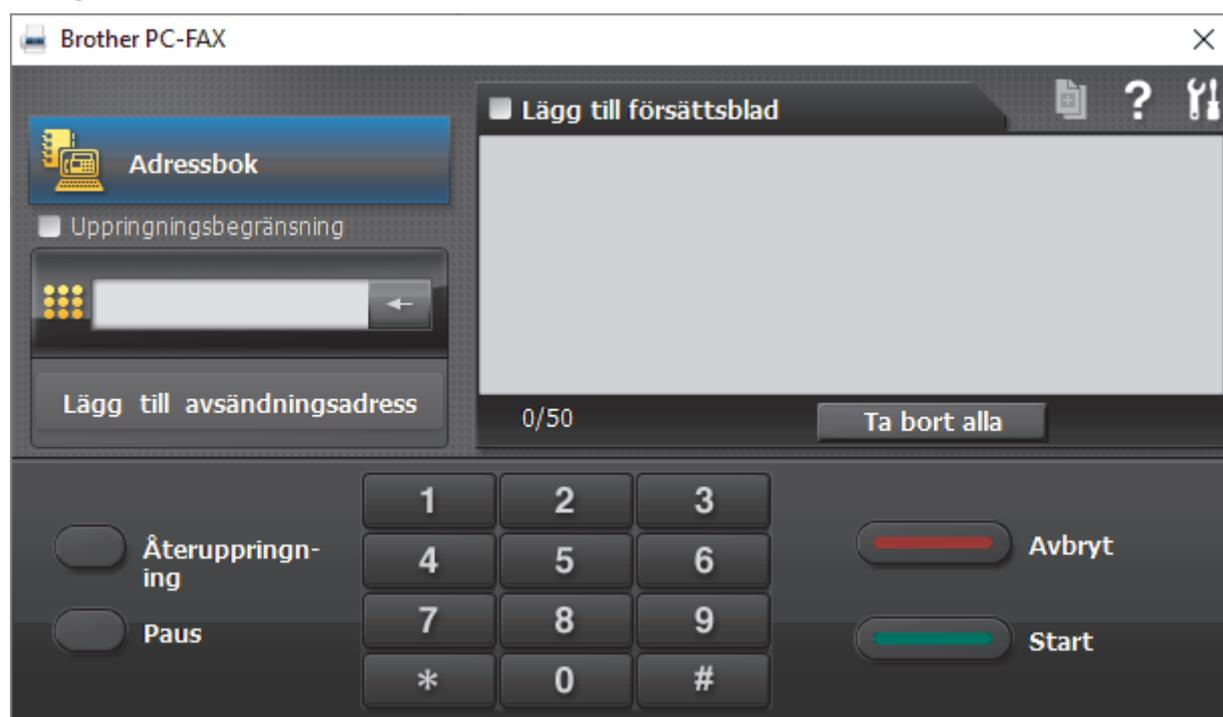 Brother PC-FAX
Lägg till försättsblad
?
Adressbok
Uppringningsbegränsning
Lägg till avsändningsadress
0/50
Ta bort alla
Återuppringn-
ing
Paus
1 2 3
4 5 6
7 8 9
* 0 #
Avbryt
Start